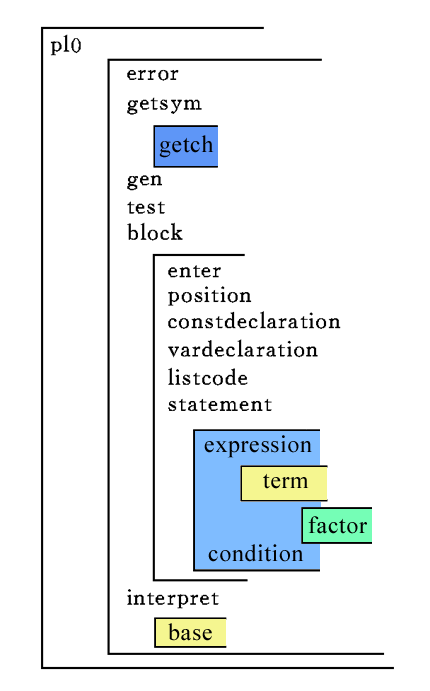 pl0
error
getsym
getch
gen
test
block
enter
position
constdeclaration
vardeclaration
listcode
statement
expression
term
factor
condition
interpret
base